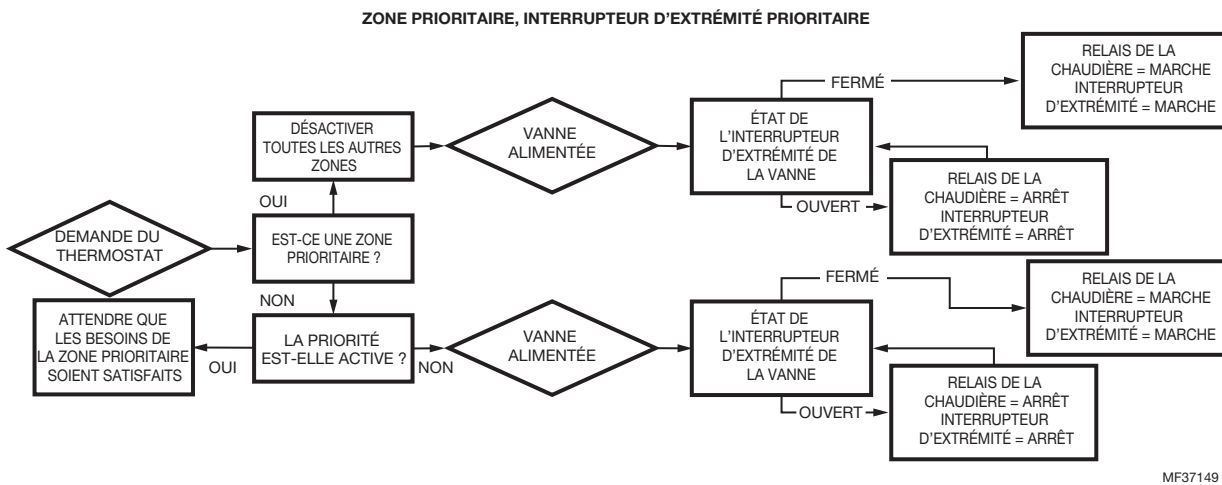 ZONE PRIORITAIRE, INTERRUPTEUR D'EXTRÉMITÉ PRIORITAIRE
RELAIS DE LA
CHAUDIÈRE = MARCHE
INTERRUPTEUR
D'EXTRÉMITÉ = MARCHE
FERMÉ
DÉSACTIVER
TOUTES LES AUTRES
ZONES
VANNE
ALIMENTÉE
ÉTAT DE
L'INTERRUPTEUR
D'EXTRÉMITÉ DE
LA VANNE
RELAIS DE LA
CHAUDIÈRE = ARRÊT
INTERRUPTEUR
D'EXTRÉMITÉ = ARRÊT
OUVERT
OUI
DEMANDE DU
THERMOSTAT
EST-CE UNE ZONE
PRIORITAIRE ?
NON
FERMÉ
RELAIS DE LA
CHAUDIÈRE = MARCHE
INTERRUPTEUR
D'EXTRÉMITÉ = MARCHE
ATTENDRE QUE
LES BESOINS DE
LA ZONE PRIORITAIRE
SOIENT SATISFAITS
OUI
LA PRIORITÉ
EST-ELLE ACTIVE ?
NON
VANNE
ALIMENTÉE
ÉTAT DE
L'INTERRUPTEUR
D'EXTRÉMITÉ DE
LA VANNE
OUVERT
RELAIS DE LA
CHAUDIÈRE = ARRÊT
INTERRUPTEUR
D'EXTRÉMITÉ = ARRÊT
MF37149